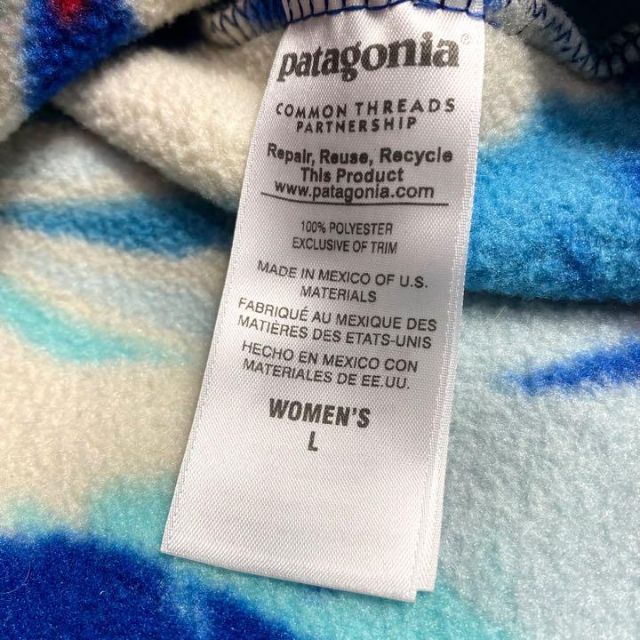 patagonia®
COMMON THREADS
PARTNERSHIP
Repair, Reuse, Recycle
This Product
www.patagonia.com
100% POLYESTER
EXCLUSIVE OF TRIM
MADE IN MEXICO OF U.S.
MATERIALS
FABRIQUÉ AU MEXIQUE DES
MATIÈRES DES ETATS-UNIS
HECHO EN MEXICO CON
MATERIALES DE EE.UU.
WOMEN'S
L